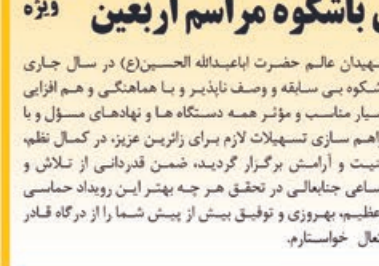 باشکوه مراسم اربعین ویژه
هیدان عالم حضرت اباعبدالله الحسین(ع) در سال جاری
شکوه بی سابقه و وصف ناپذیر و با هماهنگی و هم افزایی
سیار مناسب و مؤثر همه دستگاه ها و نهادهای مسؤل و با
راهم سازی تسهیلات لازم برای زائرین عزیز، در کمال نظم،
نیت و آرامش برگزار گردید، ضمن قدردانی از تلاش و
ساعی جنابعالی در تحقق هر چه بهتر این رویداد حماسی
عظیم، بهروزی و توفیق بیش از پیش شما را از درگاه قادر
تعال خواستارم.